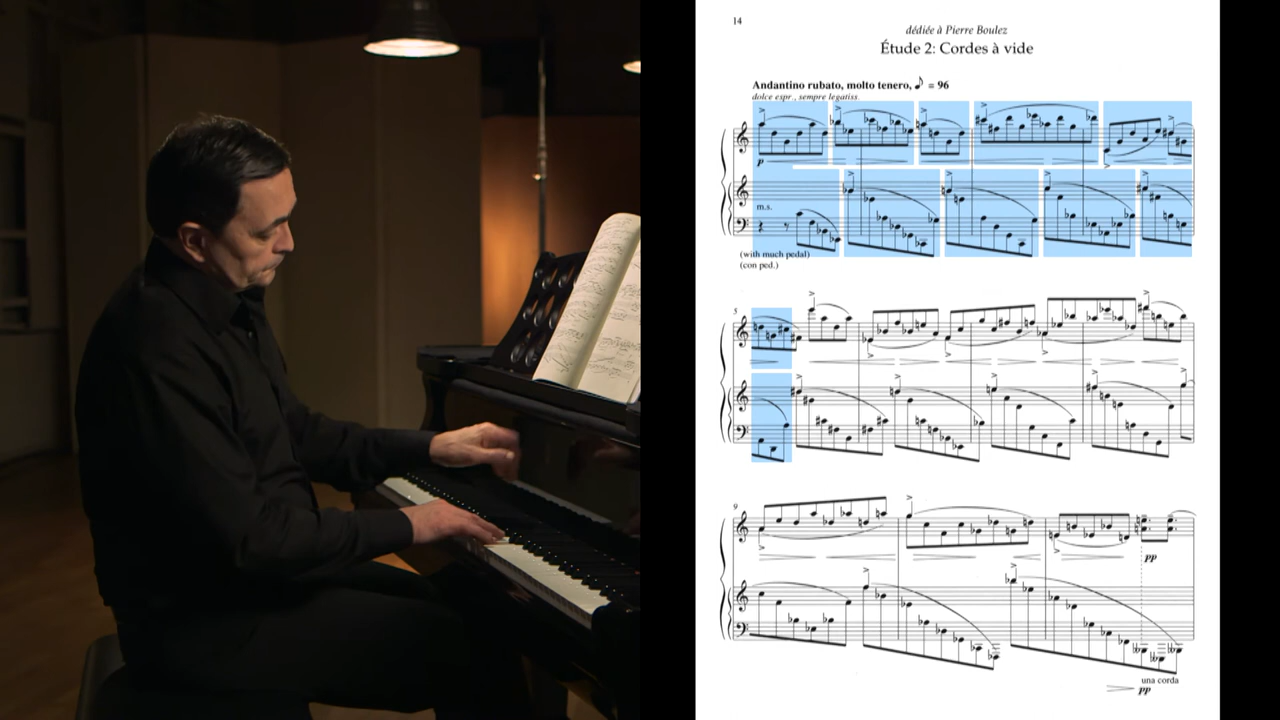 14
dédiée à Pierre Boulez
Étude 2: Cordes à vide
Andantino rubato, molto tenero, ♪ = 96
dolce espr., sempre legatiss.
p
m.s.
(with much pedal)
(con ped.)
5
9
pp
una corda
pp